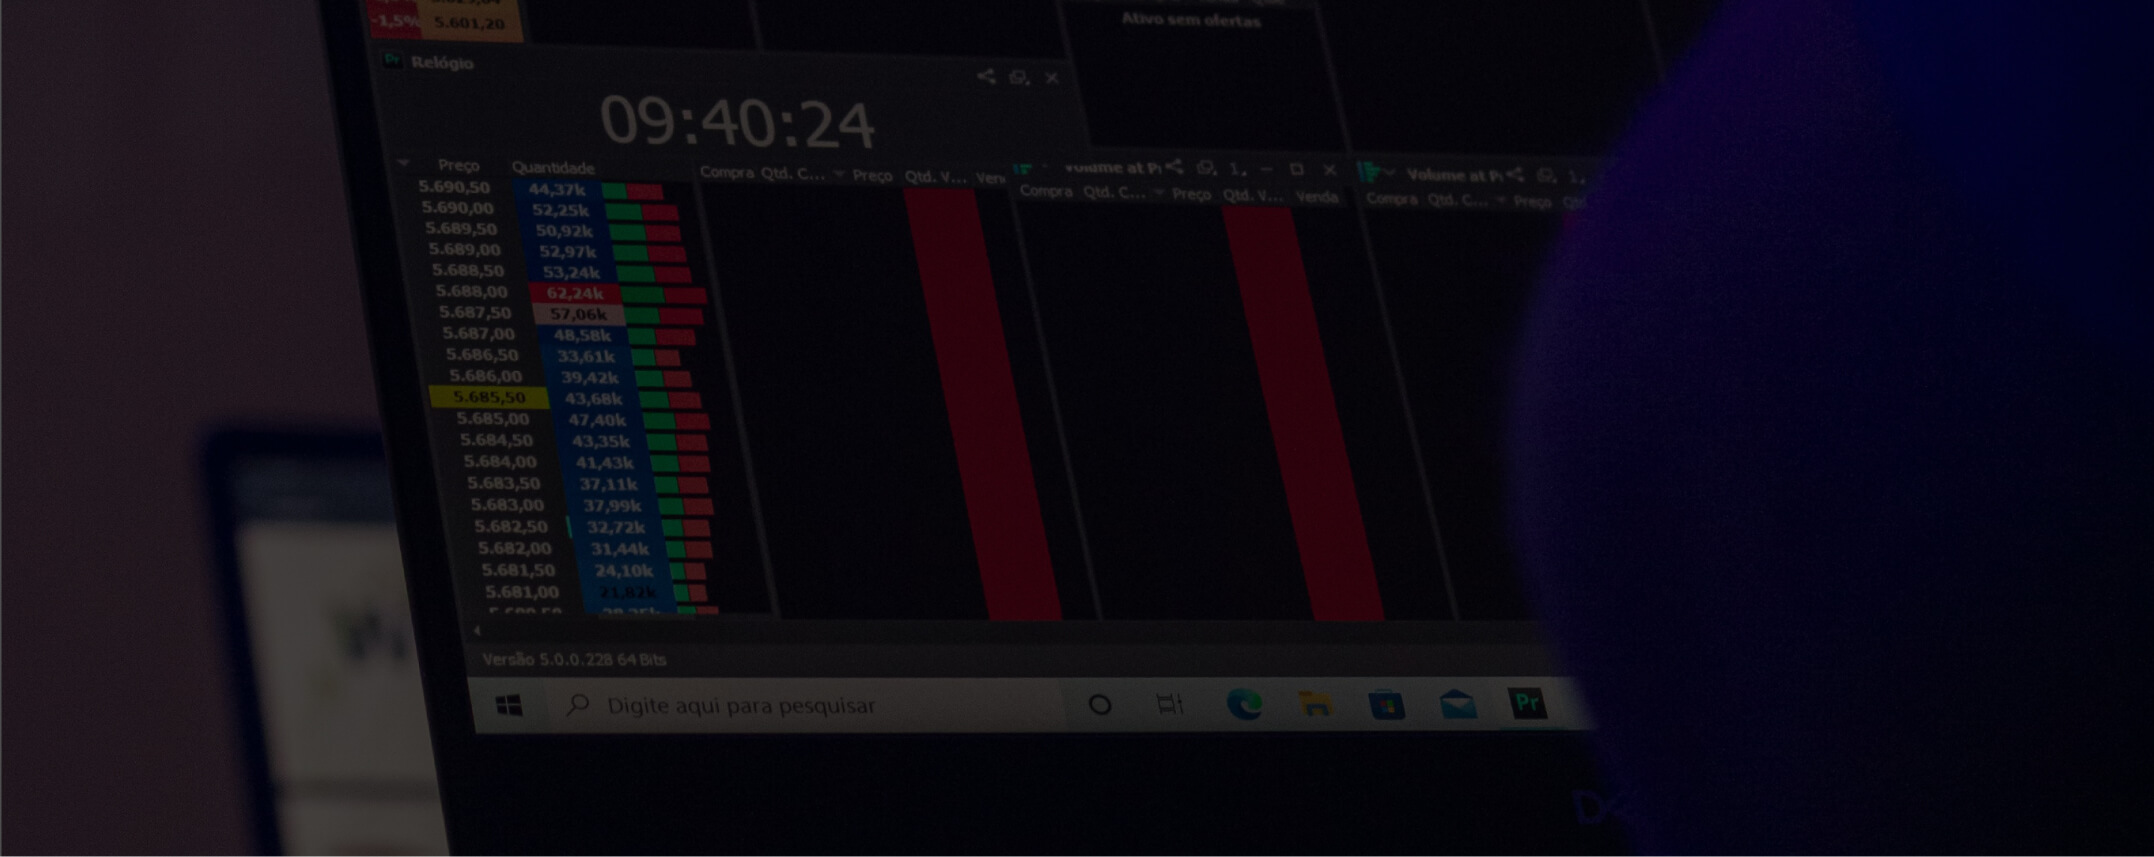 -1,5% 5.601,20
Ativo sem ofertas
Pr Relógio
09:40:24
Preço Quantidade
Compra Qtd. C... Preço Qtd. V...
Volume at 1.
Compra Qtd. C... Preço Qtd. V... Venda
Volume at 1.
Compra Qtd. C... Preço
5.690,50 44,37k
5.690,00 52,25k
5.689,50 50,92k
5.689,00 52,97k
5.688,50 53,24k
5.688,00 62,24k
5.687,50 57,06k
5.687,00 48,58k
5.686,50 33,61k
5.686,00 39,42k
5.685,50 43,68k
5.685,00 47,40k
5.684,50 43,35k
5.684,00 41,43k
5.683,50 37,11k
5.683,00 37,99k
5.682,50 32,72k
5.682,00 31,44k
5.681,50 24,10k
5.681,00 21,82k
Versão 5.0.0.228 64 Bits
Digite aqui para pesquisar
Pr